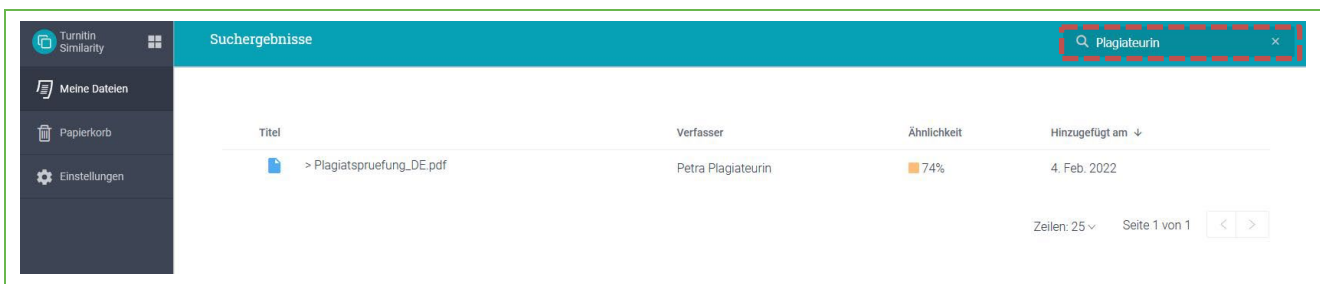 Turnitin
Similarity
Suchergebnisse
Plagiateurin ×
Meine Dateien
Papierkorb
Einstellungen
Titel Verfasser Ähnlichkeit Hinzugefügt am ↓
> Plagiatspruefung_DE.pdf Petra Plagiateurin 74% 4. Feb. 2022
Zeilen: 25 Seite 1 von 1 < >